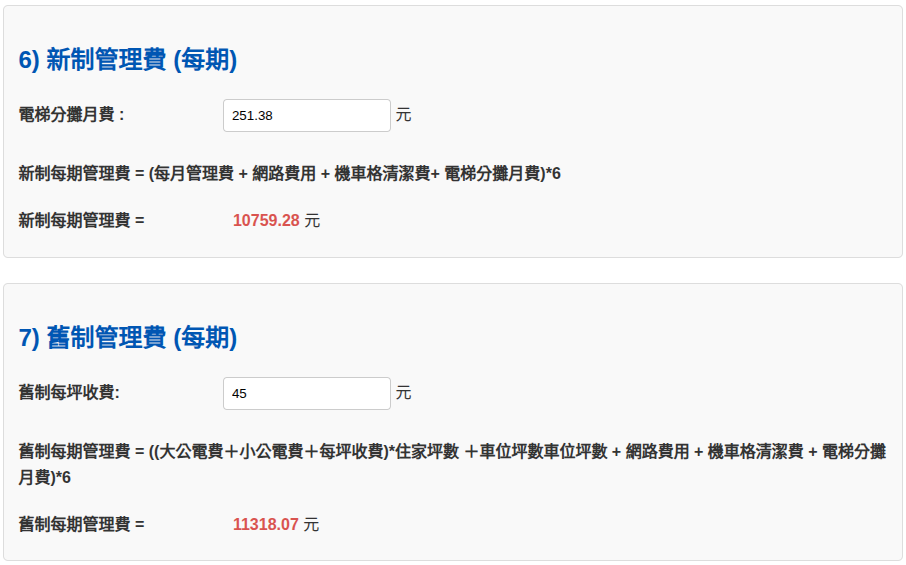 6) 新制管理費 (每期)
電梯分攤月費 : 251.38 元
新制每期管理費 = (每月管理費 + 網路費用 + 機車格清潔費+ 電梯分攤月費)*6
新制每期管理費 = 10759.28 元
7) 舊制管理費 (每期)
舊制每坪收費: 45 元
舊制每期管理費 = ((大公電費＋小公電費＋每坪收費)*住家坪數 ＋車位坪數車位坪數 + 網路費用 + 機車格清潔費 + 電梯分攤
月費)*6
舊制每期管理費 = 11318.07 元